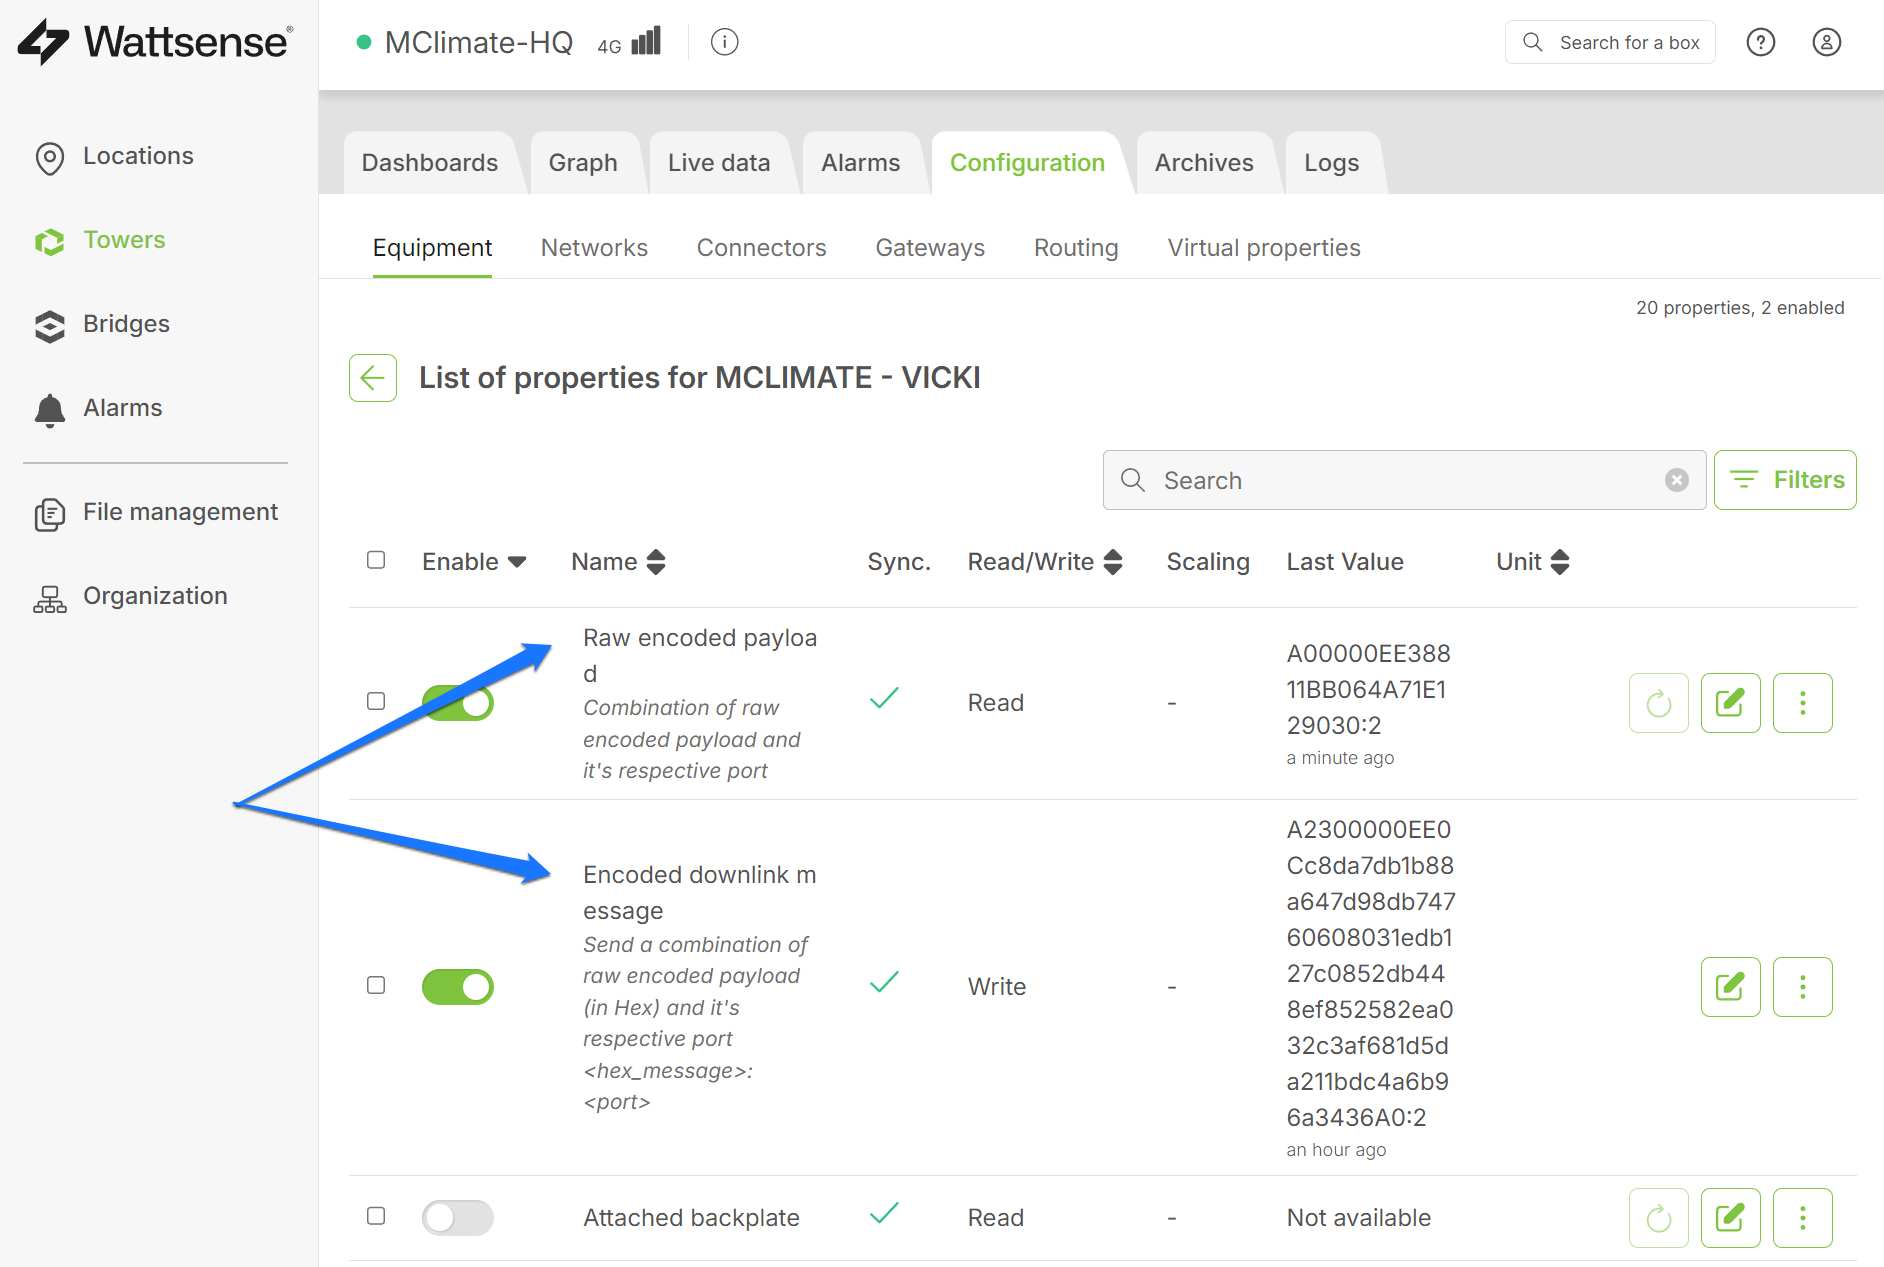 Wattsense®
MClimate-HQ 4G
Search for a box
Locations
Towers
Bridges
Alarms
File management
Organization
Dashboards Graph Live data Alarms Configuration Archives Logs
Equipment Networks Connectors Gateways Routing Virtual properties
20 properties, 2 enabled
List of properties for MCLIMATE - VICKI
Search
Filters
Enable Name Sync. Read/Write Scaling Last Value Unit
Raw encoded payloa
d
Combination of raw
encoded payload and
it's respective port
Read
-
A00000EE388
11BB064A71E1
29030:2
a minute ago
Encoded downlink m
essage
Send a combination of
raw encoded payload
(in Hex) and it's
respective port
<hex_message>:
<port>
Write
-
A2300000EE0
Cc8da7db1b88
a647d98db747
60608031edb1
27c0852db44
8ef852582ea0
32c3af681d5d
a211bdc4a6b9
6a3436A0:2
an hour ago
Attached backplate
Read
-
Not available